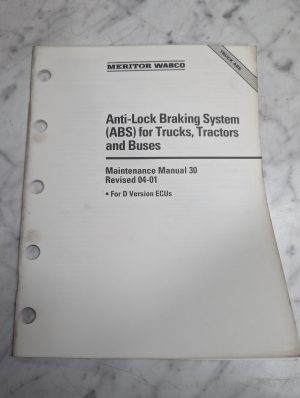 TRUCK ABS
MERITOR WABCO
Anti-Lock Braking System
(ABS) for Trucks, Tractors
and Buses
Maintenance Manual 30
Revised 04-01
• For D Version ECUs